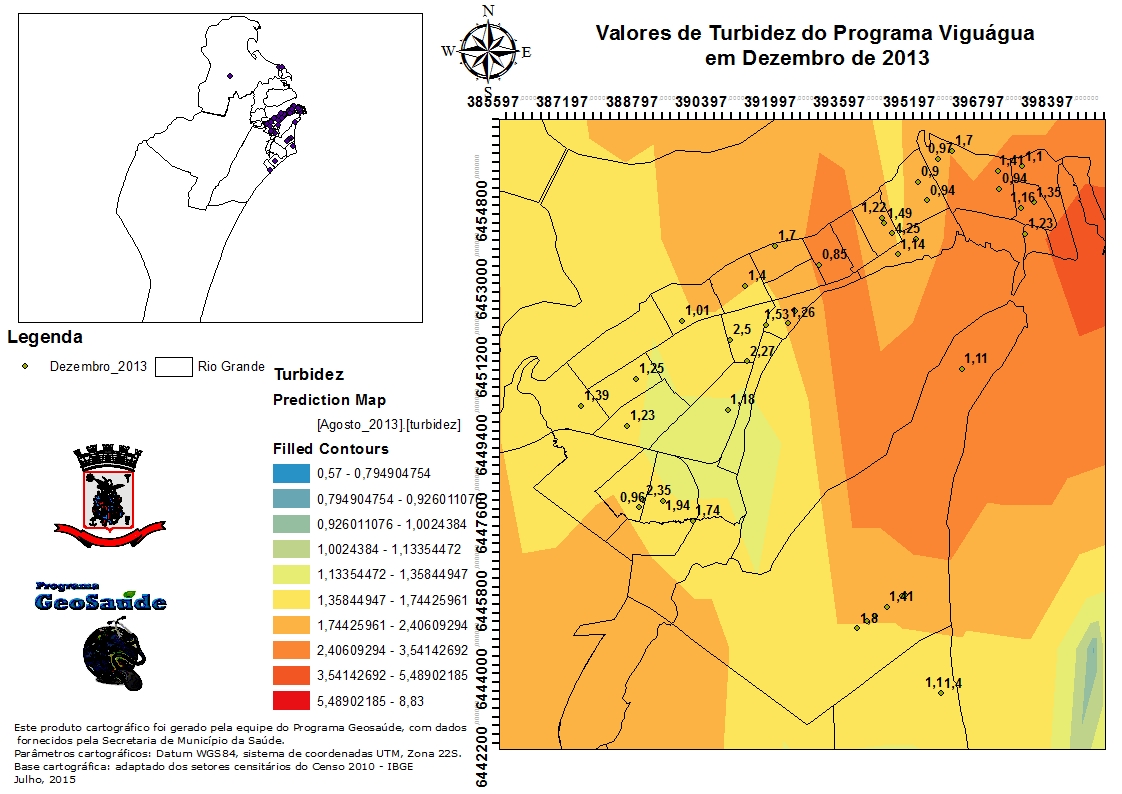 Valores de Turbidez do Programa Viguágua
em Dezembro de 2013
N
W
E
S
385597
387197
388797
390397
391997
393597
395197
396797
398397
6454800
6453000
6451200
6449400
6447600
6445800
6444000
6442200
0,97
1,7
1,41
1,1
0,9
0,94
0,94
1,16
1,35
1,22
1,49
4,25
1,23
1,14
1,7
0,85
1,4
1,01
1,53
1,26
2,5
2,27
1,11
1,25
1,39
1,18
1,23
0,96
2,35
1,94
1,74
1,41
1,8
1,11
1,4
Legenda
Dezembro_2013
Rio Grande
Turbidez
Prediction Map
[Agosto_2013].[turbidez]
Filled Contours
0,57 - 0,794904754
0,794904754 - 0,926011076
0,926011076 - 1,0024384
1,0024384 - 1,13354472
1,13354472 - 1,35844947
1,35844947 - 1,74425961
1,74425961 - 2,40609294
2,40609294 - 3,54142692
3,54142692 - 5,48902185
5,48902185 - 8,83
Programa
GeoSaúde
Este produto cartográfico foi gerado pela equipe do Programa Geosaúde, com dados
fornecidos pela Secretaria de Município da Saúde.
Parâmetros cartográficos: Datum WGS84, sistema de coordenadas UTM, Zona 22S.
Base cartográfica: adaptado dos setores censitários do Censo 2010 - IBGE
Julho, 2015